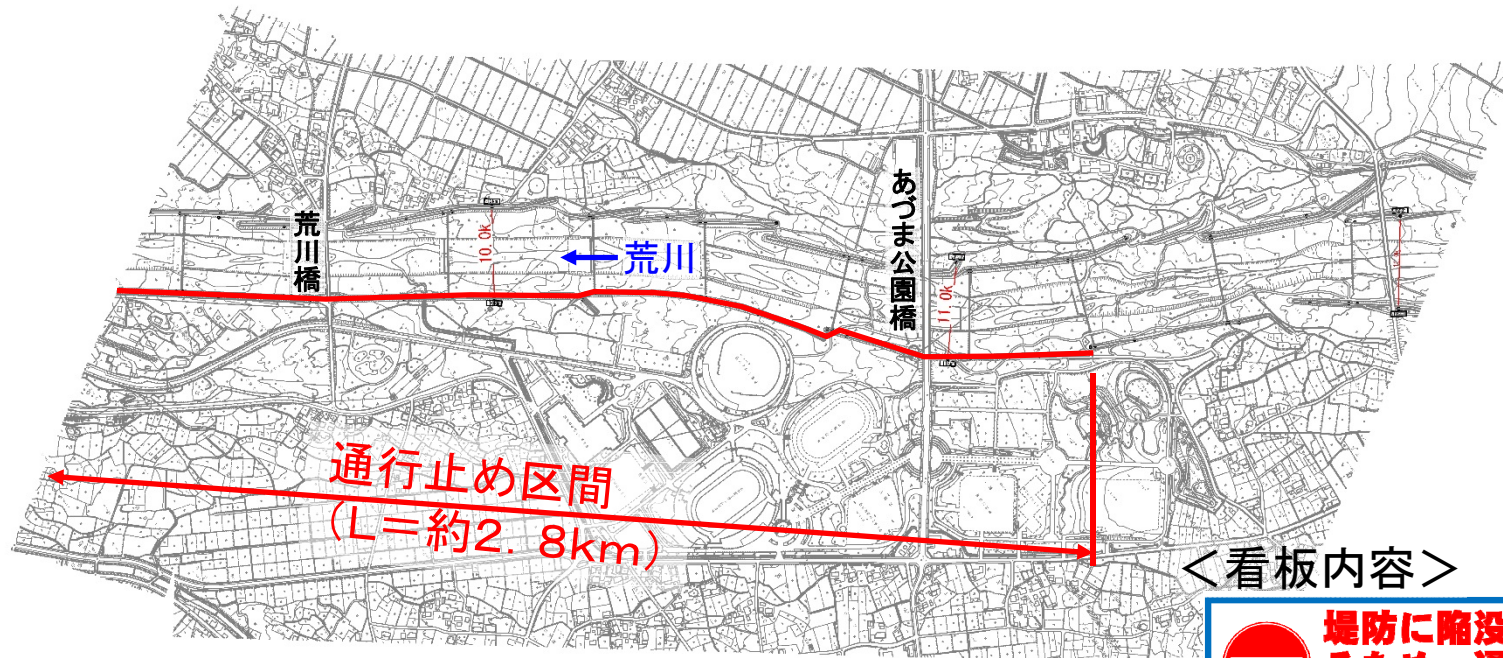 荒川橋
10.0k
荒川
あづま公園橋
11.0k
通行止め区間
（L＝約2．8km）
＜看板内容＞
堤防に陥没